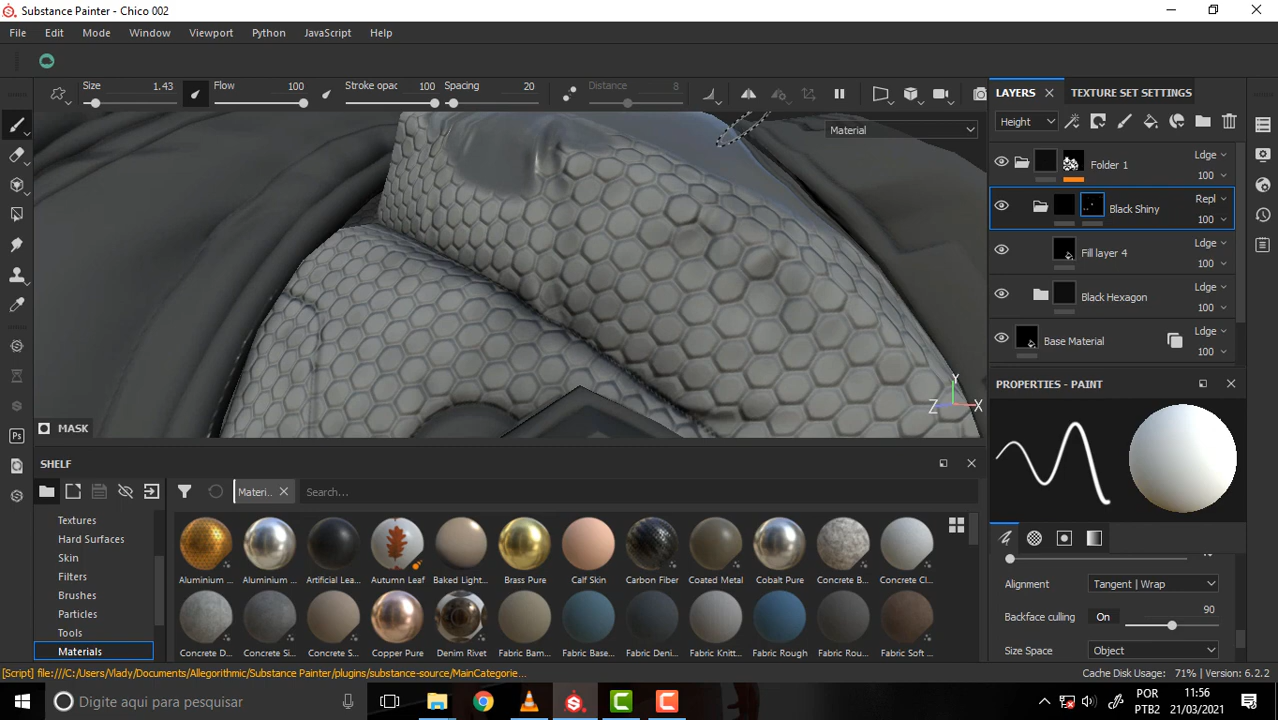 Substance Painter - Chico 002
File Edit Mode Window Viewport Python JavaScript Help
Size 1.43 Flow 100 Stroke opac 100 Spacing 20 Distance 8
Material
MASK
Y
Z X
LAYERS TEXTURE SET SETTINGS
Height
Folder 1 Ldge 100
Black Shiny Repl 100
Fill layer 4 Ldge 100
Black Hexagon Ldge 100
Base Material Ldge 100
PROPERTIES - PAINT
Alignment Tangent | Wrap
Backface culling On 90
Size Space Object
SHELF
Materi.. Search...
Textures
Hard Surfaces
Skin
Filters
Brushes
Particles
Tools
Materials
Aluminium ... Aluminium ... Artificial Lea... Autumn Leaf Baked Light... Brass Pure Calf Skin Carbon Fiber Coated Metal Cobalt Pure Concrete B... Concrete Cl...
Concrete D... Concrete Si... Concrete S... Copper Pure Denim Rivet Fabric Bam... Fabric Base... Fabric Deni... Fabric Knitt... Fabric Rough Fabric Rough Fabric Soft ...
[Script] file:///C:/Users/Vlady/Documents/Allegorithmic/Substance Painter/plugins/substance-source/MainCategorie...
Cache Disk Usage: 71% | Version: 6.2.2
Digite aqui para pesquisar
Ps
POR
PTB2
11:56
21/03/2021